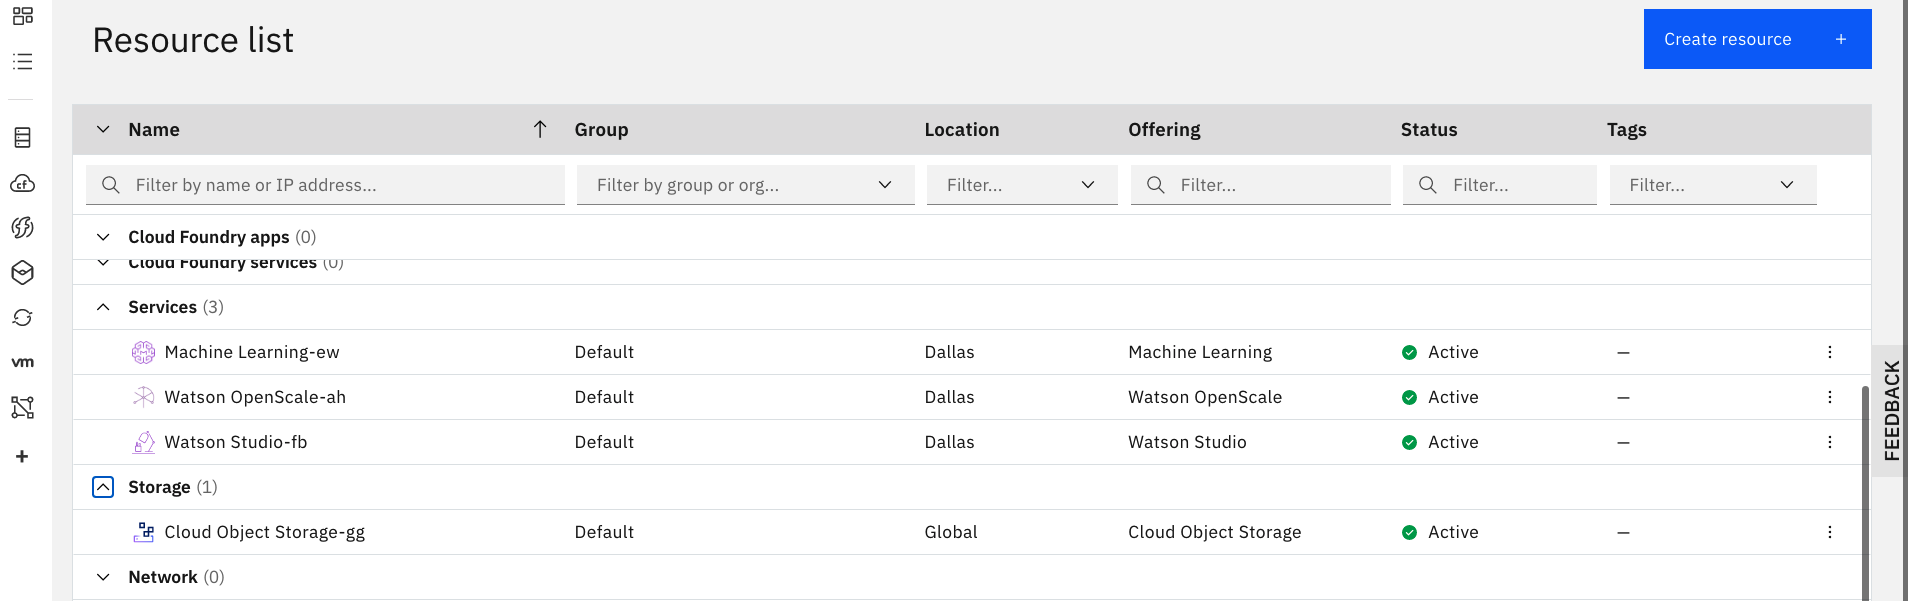 Resource list
Create resource +
Name Group Location Offering Status Tags
Filter by name or IP address... Filter by group or org... Filter... Filter... Filter... Filter...
cf
Cloud Foundry apps (0)
Cloud Foundry services (0)
Services (3)
Machine Learning-ew Default Dallas Machine Learning Active —
vm
Watson OpenScale-ah Default Dallas Watson OpenScale Active —
Watson Studio-fb Default Dallas Watson Studio Active —
FEEDBACK
Storage (1)
Cloud Object Storage-gg Default Global Cloud Object Storage Active —
Network (0)